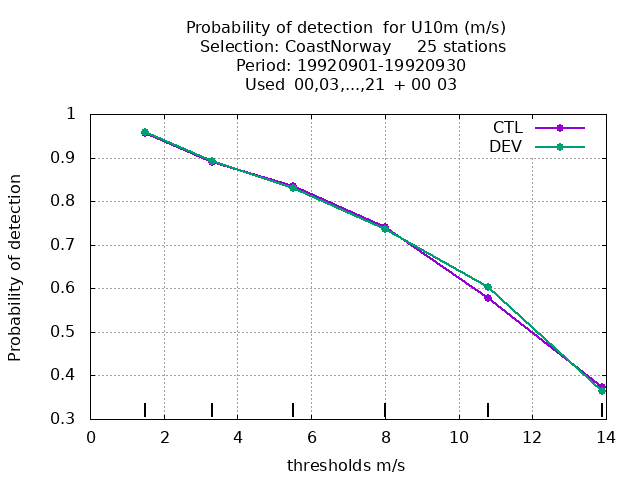 Probability of detection for U10m (m/s)
Selection: CoastNorway 25 stations
Period: 19920901-19920930
Used 00,03,...,21 + 00 03
CTL
DEV
1
0.9
0.8
0.7
0.6
0.5
0.4
0.3
Probability of detection
0 2 4 6 8 10 12 14
thresholds m/s